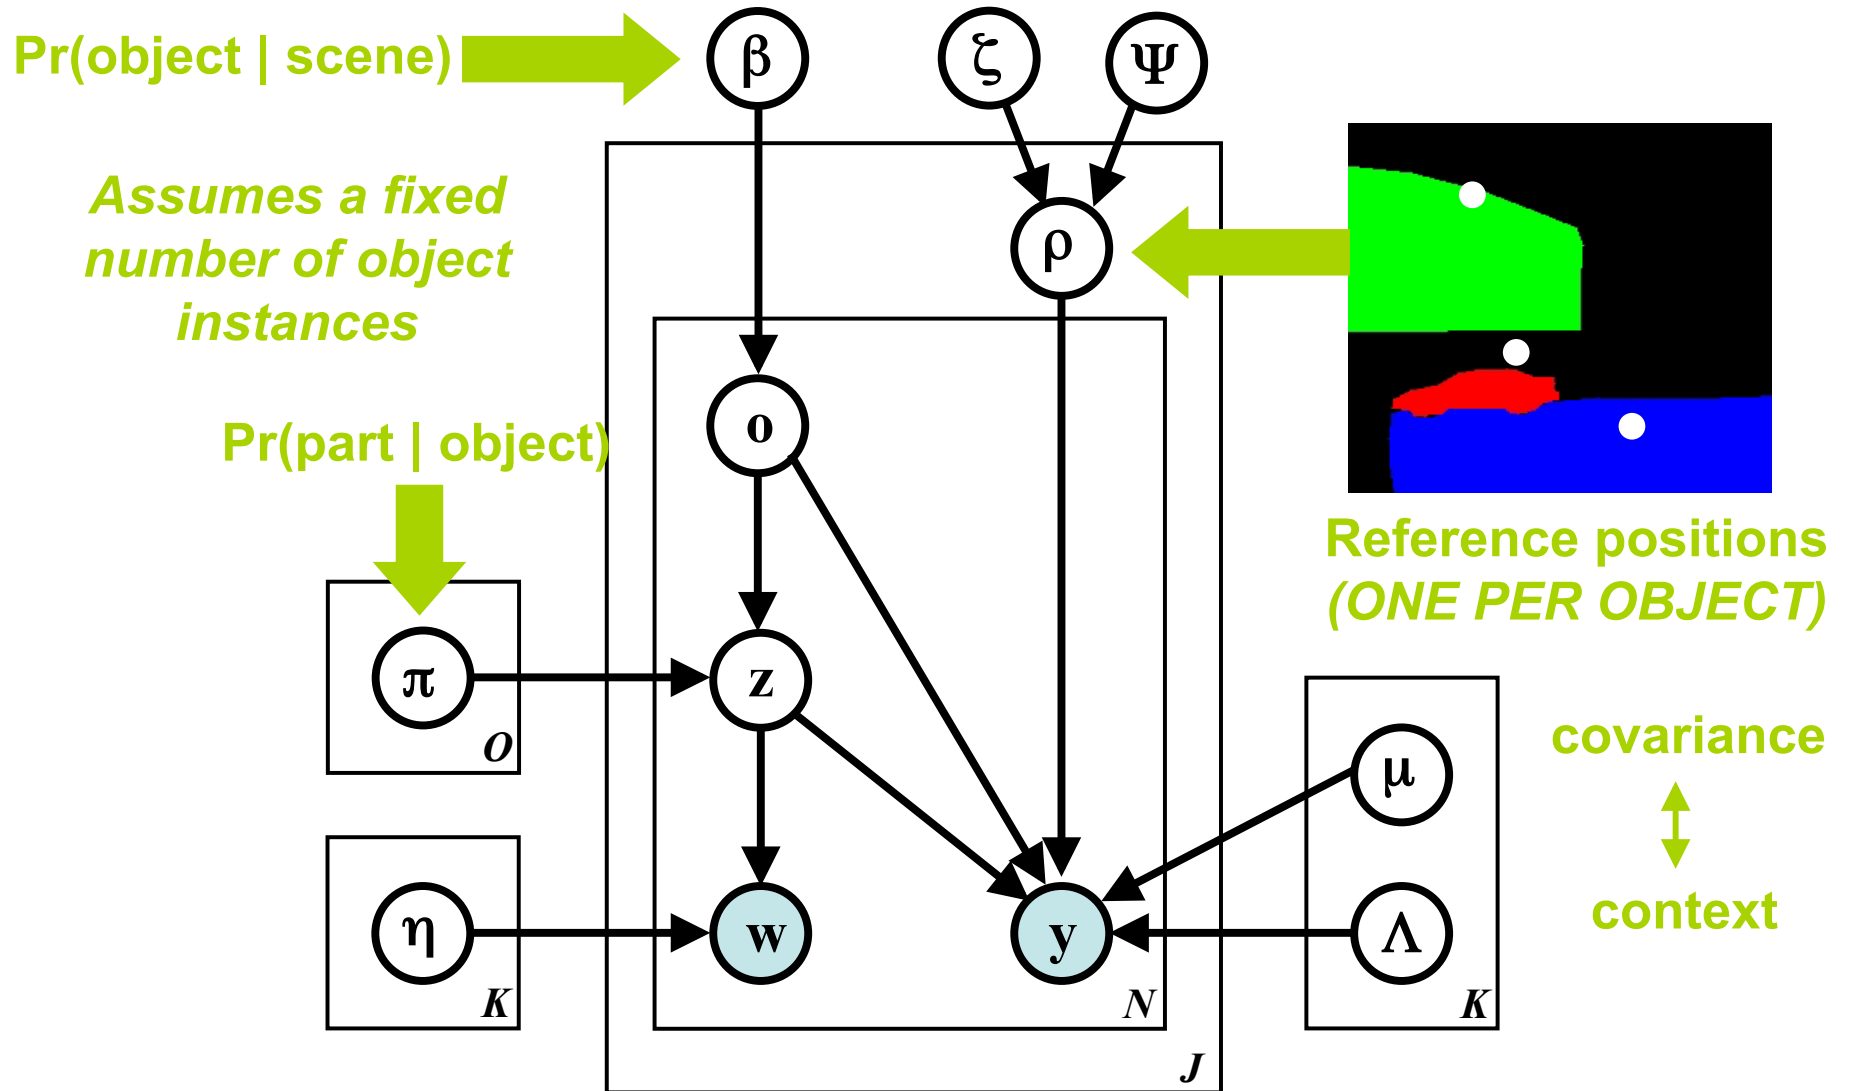 Pr(object | scene)
β
ζ
Ψ
Assumes a fixed
number of object
instances
ρ
o
Pr(part | object)
Reference positions
(ONE PER OBJECT)
π
O
z
μ
covariance
η
K
w
y
N
Λ
K
context
J